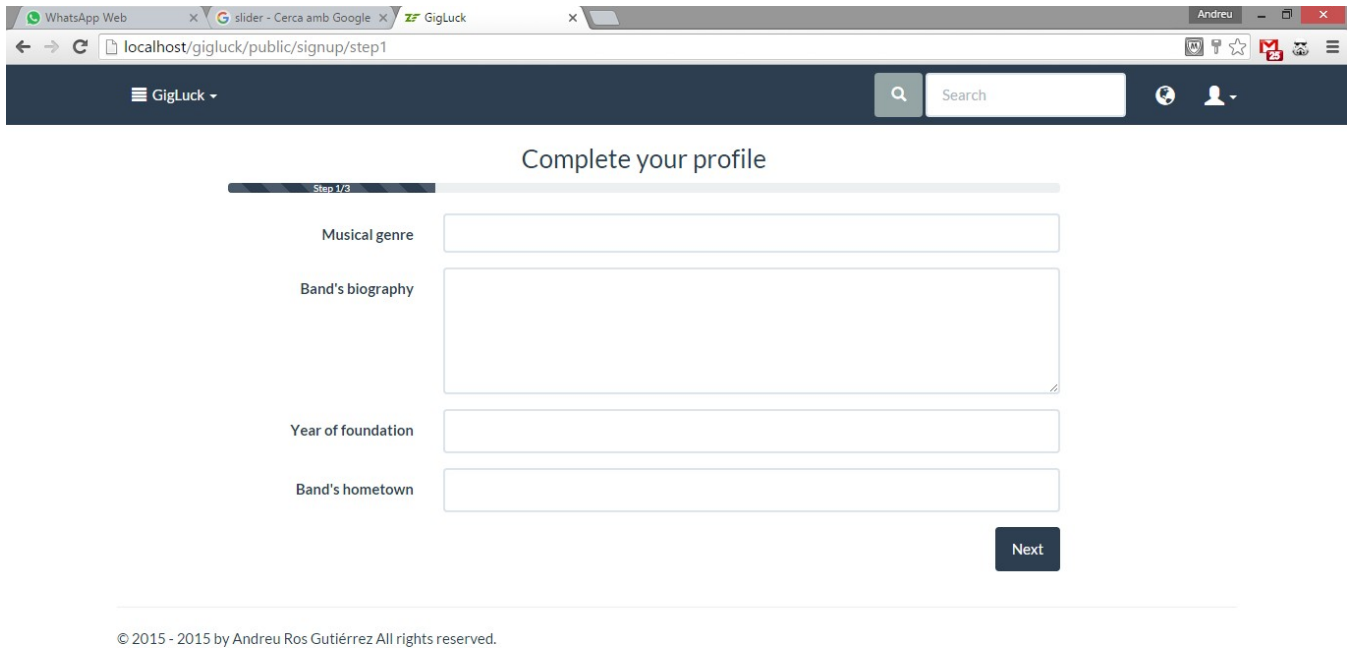 WhatsApp Web
slider - Cerca amb Google
ZF GigLuck
Andreu
localhost/gigluck/public/signup/step1
25
GigLuck
Search
Complete your profile
Step 1/3
Musical genre
Band's biography
Year of foundation
Band's hometown
Next
© 2015 - 2015 by Andreu Ros Gutiérrez All rights reserved.